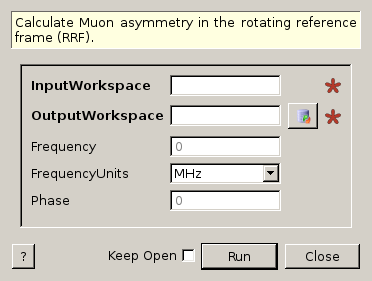 Calculate Muon asymmetry in the rotating reference
frame (RRF).
InputWorkspace
OutputWorkspace
Frequency 0
FrequencyUnits MHz
Phase 0
? Keep Open Run Close